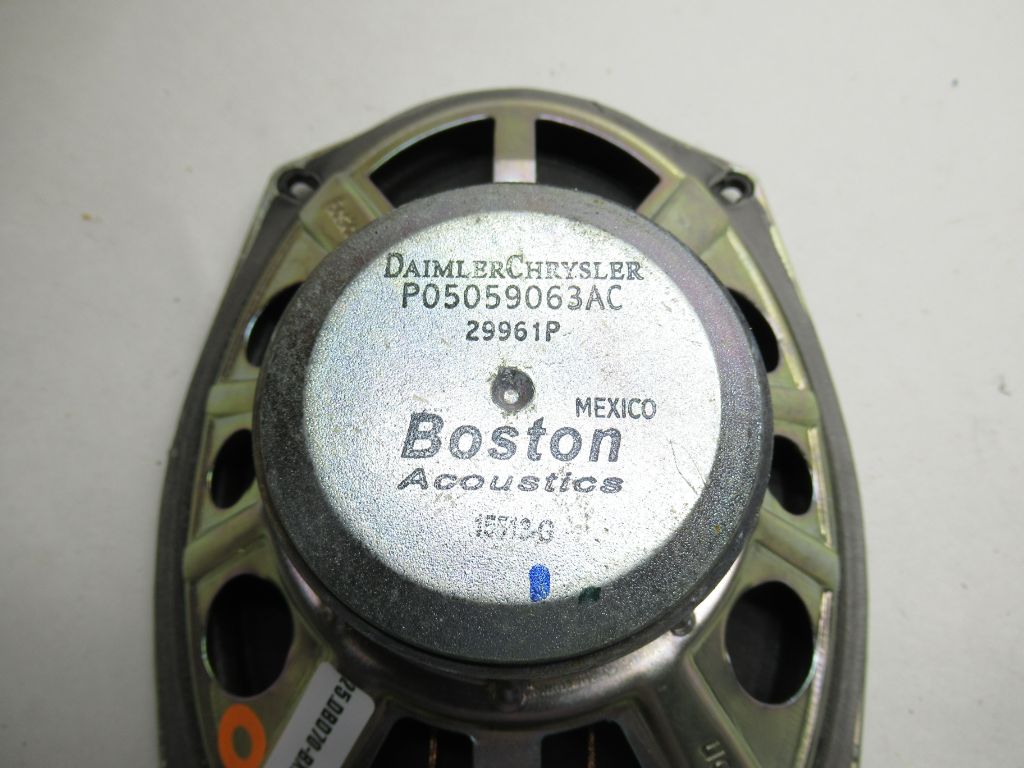 DAIMLERCHRYSLER
P05059063AC
29961P
MEXICO
Boston
Acoustics